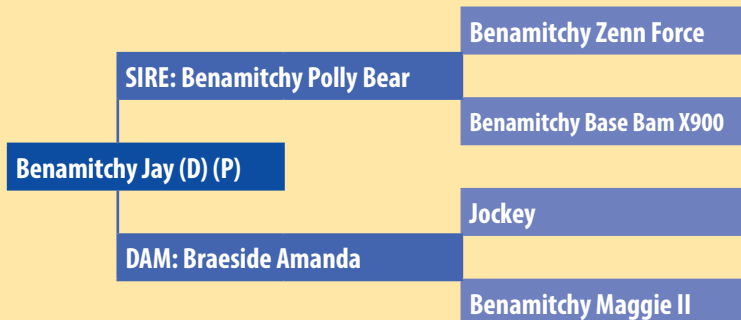 Benamitchy Zenn Force
SIRE: Benamitchy Polly Bear
Benamitchy Base Bam X900
Benamitchy Jay (D) (P)
Jockey
DAM: Braeside Amanda
Benamitchy Maggie II